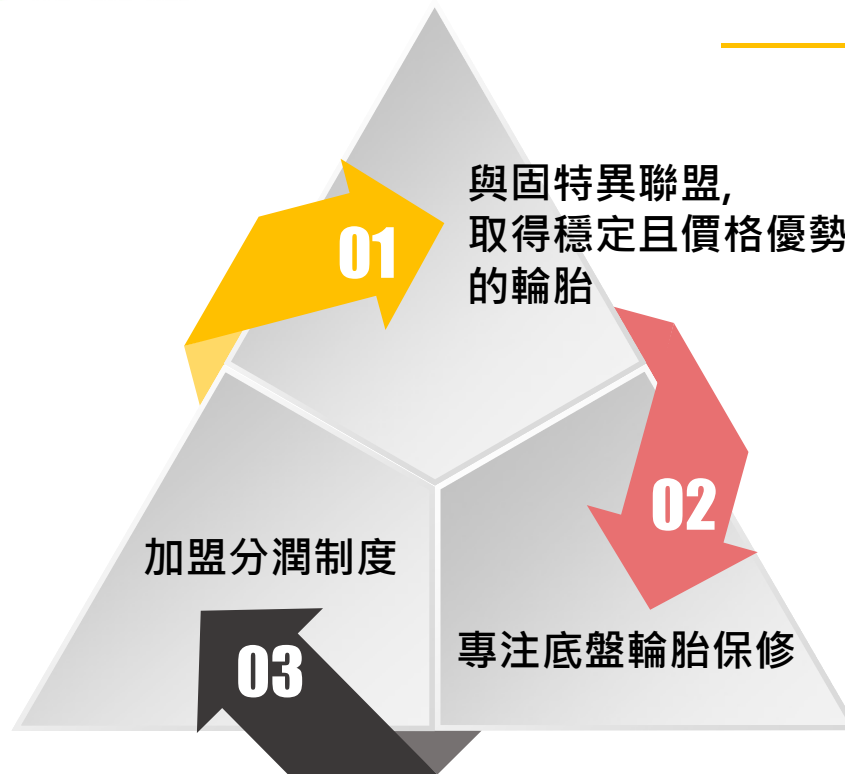 01
與固特異聯盟,
取得穩定且價格優勢
的輪胎
02
專注底盤輪胎保修
03
加盟分潤制度